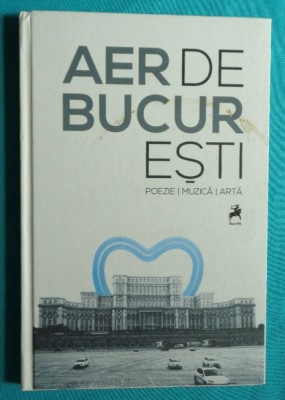 AER DE
BUCUR
EȘTI
POEZIE | MUZICĂ | ARTĂ